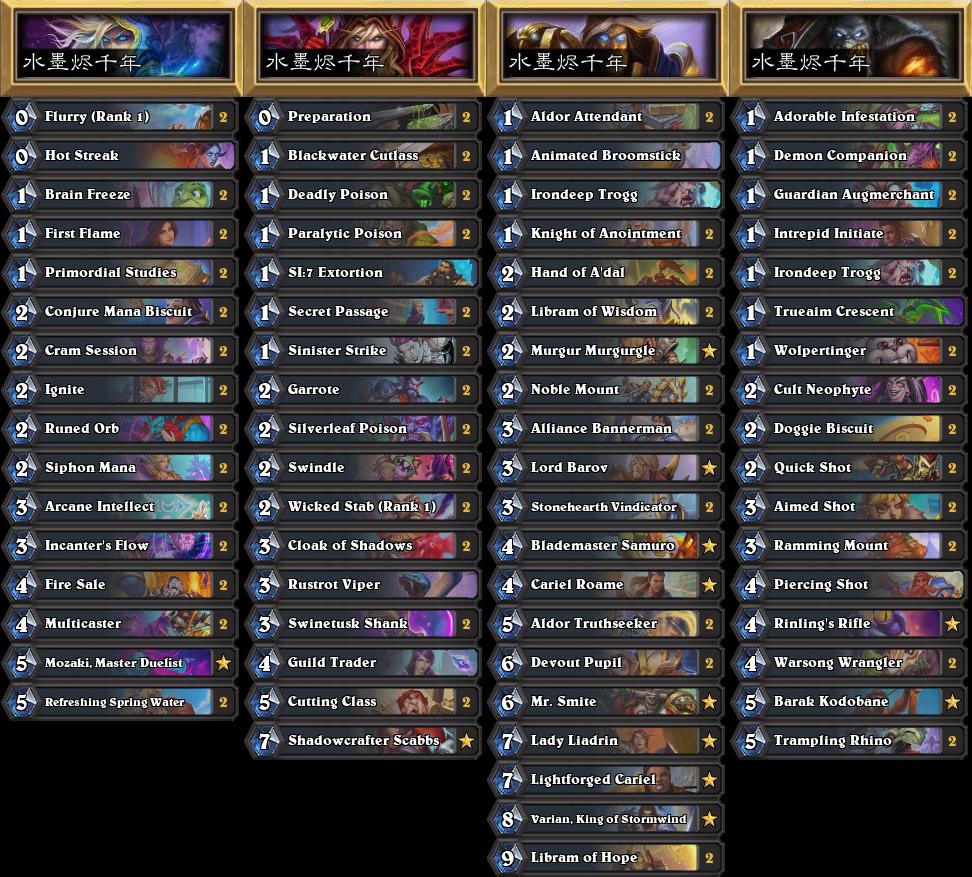 水墨烬千年
0 Flurry (Rank 1) 2
0 Hot Streak
1 Brain Freeze 2
1 First Flame 2
1 Primordial Studies 2
2 Conjure Mana Biscuit 2
2 Cram Session 2
2 Ignite 2
2 Runed Orb 2
2 Siphon Mana 2
3 Arcane Intellect 2
3 Incanter's Flow 2
4 Fire Sale 2
4 Multicaster 2
5 Mozaki, Master Duelist
5 Refreshing Spring Water 2
水墨烬千年
0 Preparation 2
1 Blackwater Cutlass 2
1 Deadly Poison 2
1 Paralytic Poison 2
1 SI:7 Extortion
1 Secret Passage 2
1 Sinister Strike 2
2 Garrote 2
2 Silverleaf Poison 2
2 Swindle 2
2 Wicked Stab (Rank 1) 2
3 Cloak of Shadows 2
3 Rustrot Viper
3 Swinetusk Shank 2
4 Guild Trader
5 Cutting Class 2
7 Shadowcrafter Scabbs
水墨烬千年
1 Aldor Attendant 2
1 Animated Broomstick
1 Irondeep Trogg
1 Knight of Anointment 2
2 Hand of A'dal 2
2 Libram of Wisdom 2
2 Murgur Murgurgle
2 Noble Mount 2
3 Alliance Bannerman 2
3 Lord Barov
3 Stonehearth Vindicator 2
4 Blademaster Samuro
4 Cariel Roame
5 Aldor Truthseeker 2
6 Devout Pupil 2
6 Mr. Smite
7 Lady Liadrin
7 Lightforged Cariel
8 Varian, King of Stormwind
9 Libram of Hope 2
水墨烬千年
1 Adorable Infestation 2
1 Demon Companion 2
1 Guardian Augmerchant 2
1 Intrepid Initiate 2
1 Irondeep Trogg 2
1 Trueaim Crescent
1 Wolpertinger 2
2 Cult Neophyte 2
2 Doggie Biscuit 2
2 Quick Shot 2
3 Aimed Shot 2
3 Ramming Mount 2
4 Piercing Shot
4 Rinling's Rifle
4 Warsong Wrangler 2
5 Barak Kodobane
5 Trampling Rhino 2